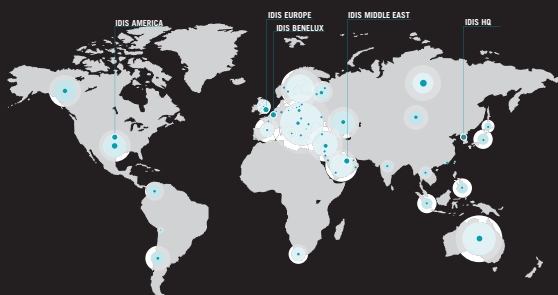 IDIS AMERICA
IDIS EUROPE
IDIS BENELUX
IDIS MIDDLE EAST
IDIS HQ